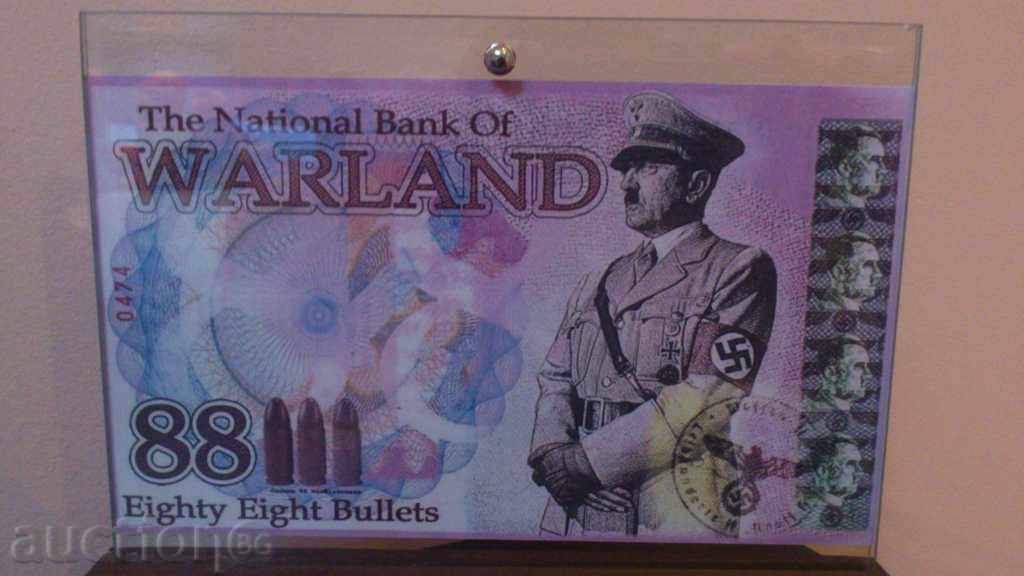 The National Bank Of
WARLAND
0474
88
Eighty Eight Bullets
auction BG